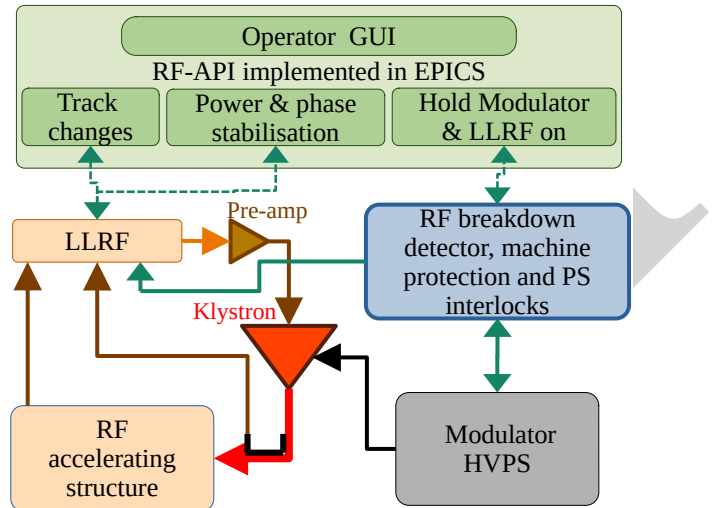 Operator GUI
RF-API implemented in EPICS
Track
changes
Power & phase
stabilisation
Hold Modulator
& LLRF on
Pre-amp
LLRF
RF breakdown
detector, machine
protection and PS
interlocks
Klystron
RF
accelerating
structure
Modulator
HVPS